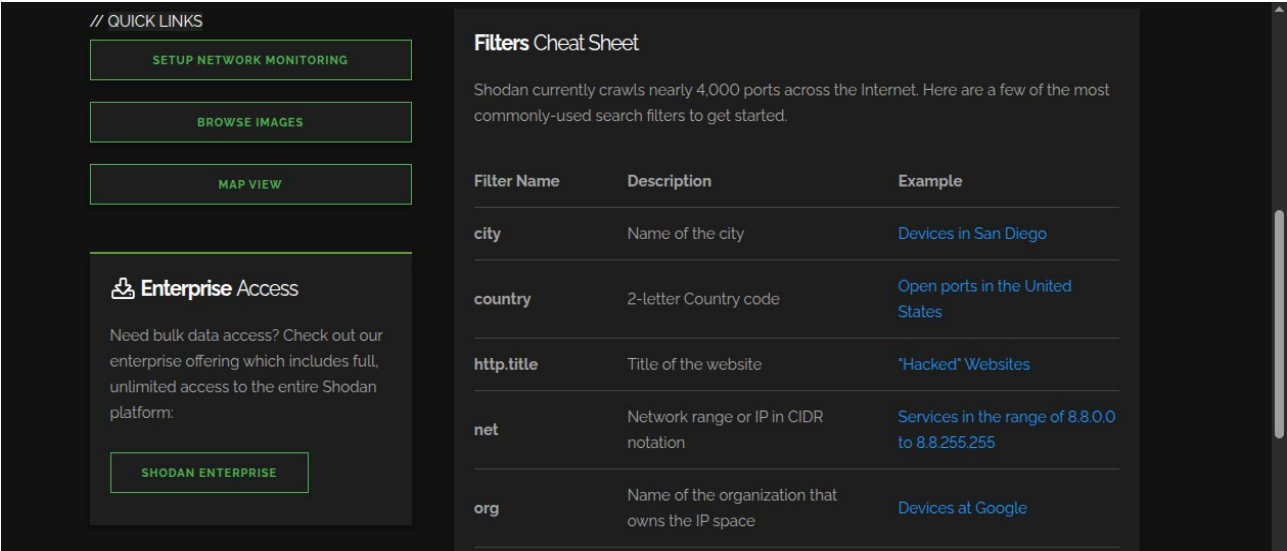 // QUICK LINKS
SETUP NETWORK MONITORING
BROWSE IMAGES
MAP VIEW
Enterprise Access
Need bulk data access? Check out our
enterprise offering which includes full,
unlimited access to the entire Shodan
platform:
SHODAN ENTERPRISE
Filters Cheat Sheet
Shodan currently crawls nearly 4,000 ports across the Internet. Here are a few of the most
commonly-used search filters to get started.
Filter Name Description Example
city Name of the city Devices in San Diego
country 2-letter Country code Open ports in the United
States
http.title Title of the website "Hacked" Websites
net Network range or IP in CIDR
notation Services in the range of 8.8.0.0
to 8.8.255.255
org Name of the organization that
owns the IP space Devices at Google